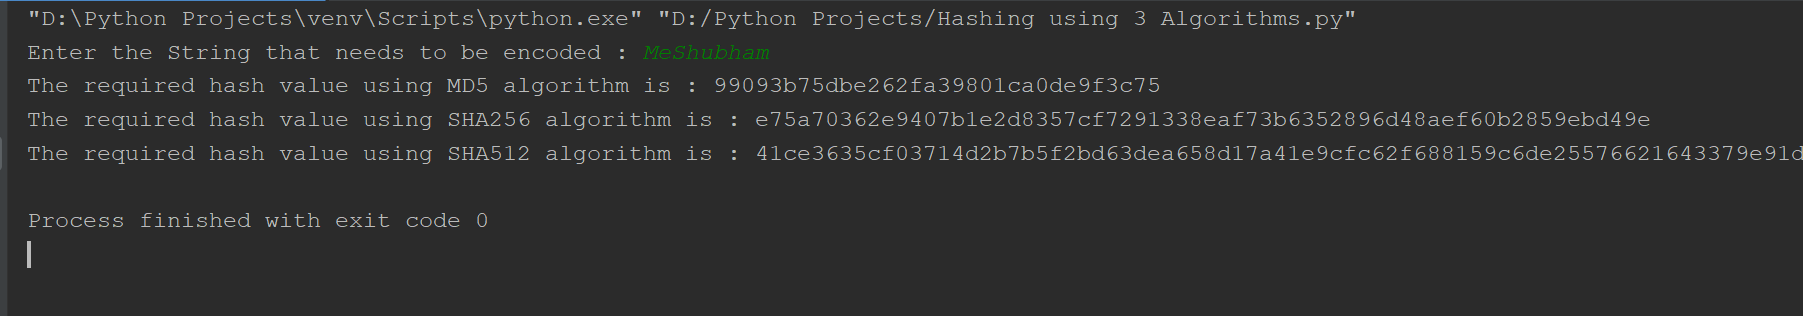 "D:\Python Projects\venv\Scripts\python.exe" "D:/Python Projects/Hashing using 3 Algorithms.py"
Enter the String that needs to be encoded : MeShubham
The required hash value using MD5 algorithm is : 99093b75dbe262fa39801ca0de9f3c75
The required hash value using SHA256 algorithm is : e75a70362e9407b1e2d8357cf7291338eaf73b6352896d48aef60b2859ebd49e
The required hash value using SHA512 algorithm is : 41ce3635cf03714d2b7b5f2bd63dea658d17a41e9cfc62f688159c6de25576621643379e91d
Process finished with exit code 0